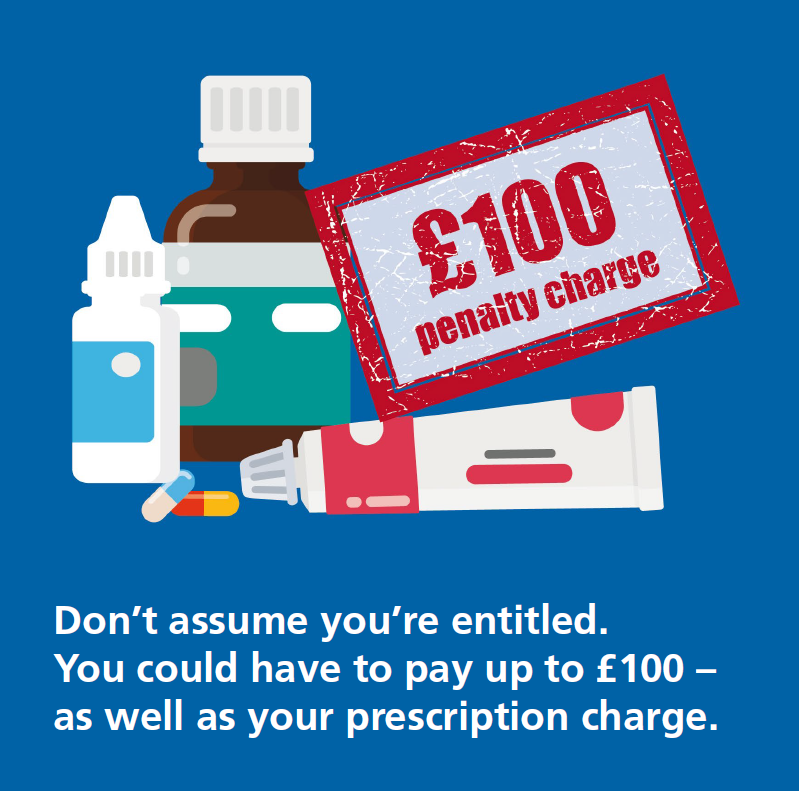 £100
penalty charge
Don’t assume you’re entitled.
You could have to pay up to £100 –
as well as your prescription charge.